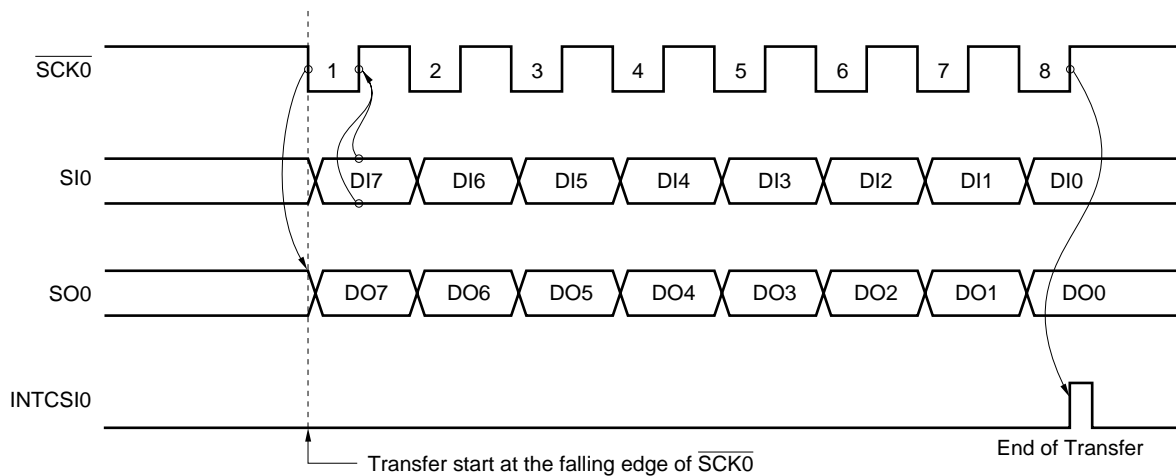 SCK0 1 2 3 4 5 6 7 8
SI0 DI7 DI6 DI5 DI4 DI3 DI2 DI1 DI0
SO0 DO7 DO6 DO5 DO4 DO3 DO2 DO1 DO0
INTCSI0
End of Transfer
Transfer start at the falling edge of SCK0